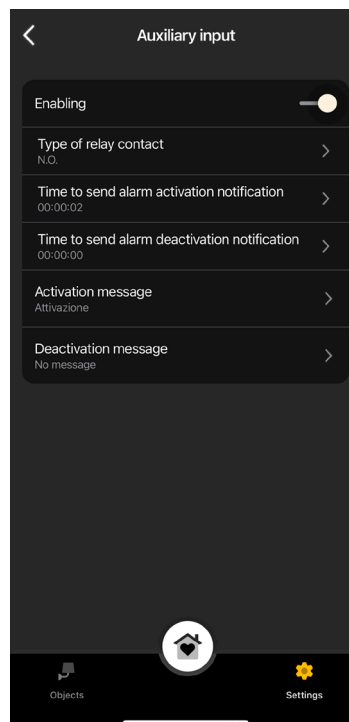 Auxiliary input
Enabling
Type of relay contact
N.O.
Time to send alarm activation notification
00:00:02
Time to send alarm deactivation notification
00:00:00
Activation message
Attivazione
Deactivation message
No message
Objects
Settings